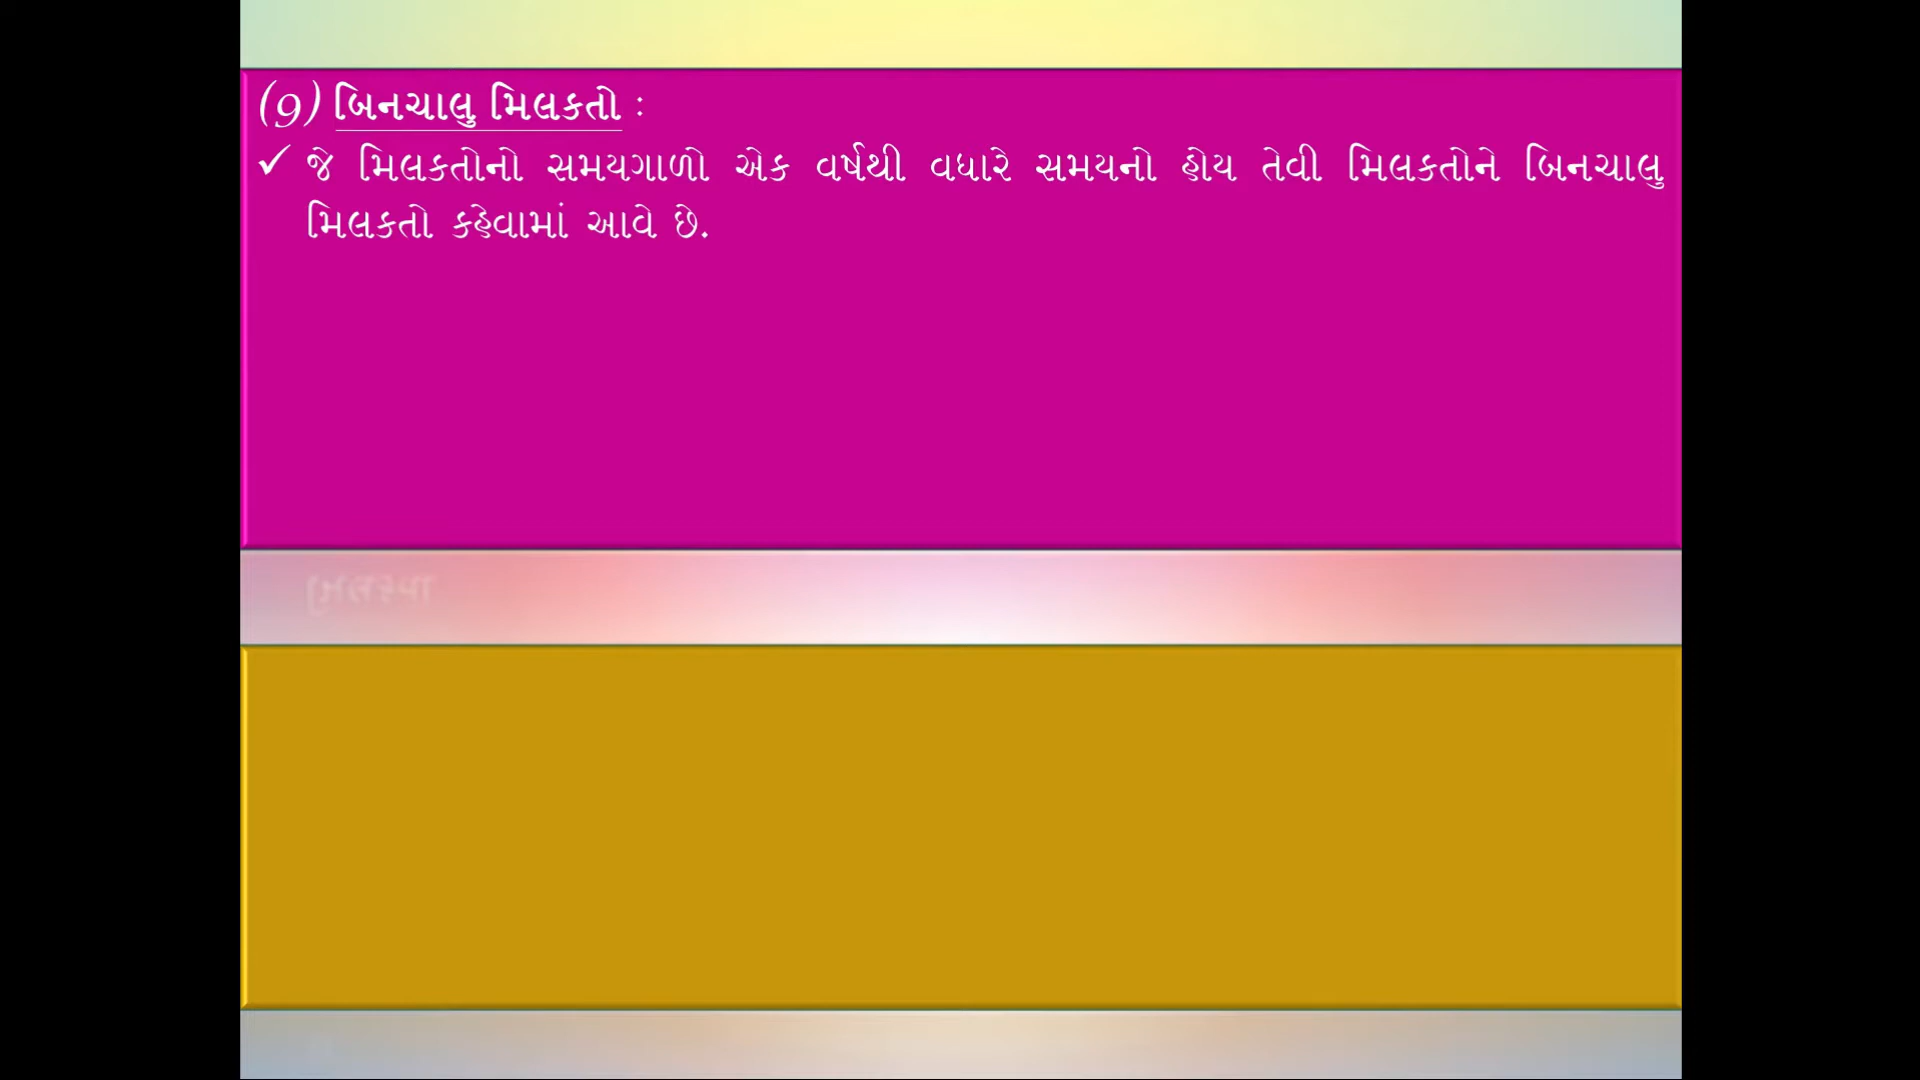 (9) બિનચાલુ મિલકતો :
✓ જે મિલકતોનો સમયગાળો એક વર્ષથી વધારે સમયનો હોય તેવી મિલકતોને બિનચાલુ
મિલકતો કહેવામાં આવે છે.